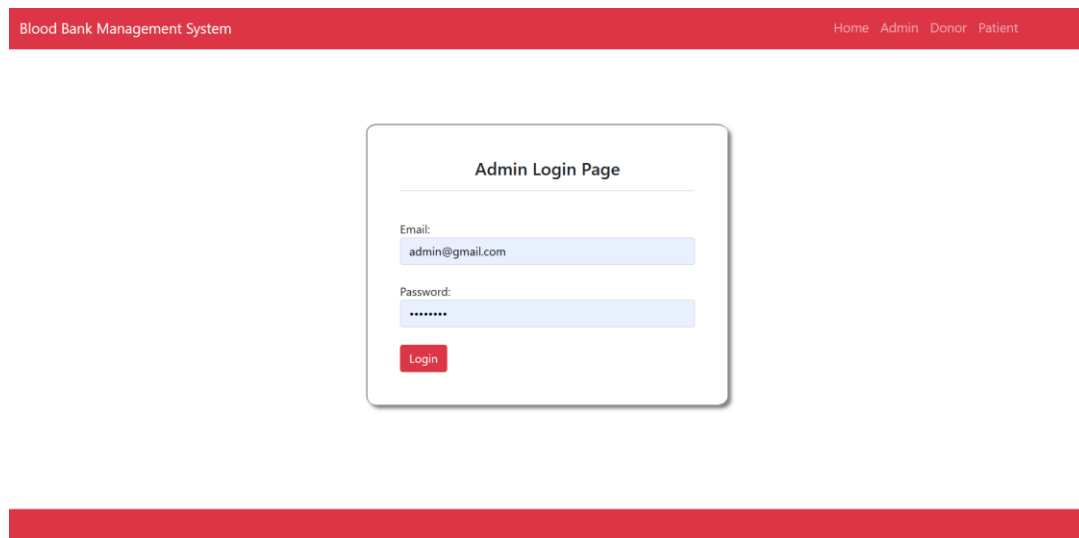 Blood Bank Management System Home Admin Donor Patient
Admin Login Page
Email:
admin@gmail.com
Password:
••••••••
Login